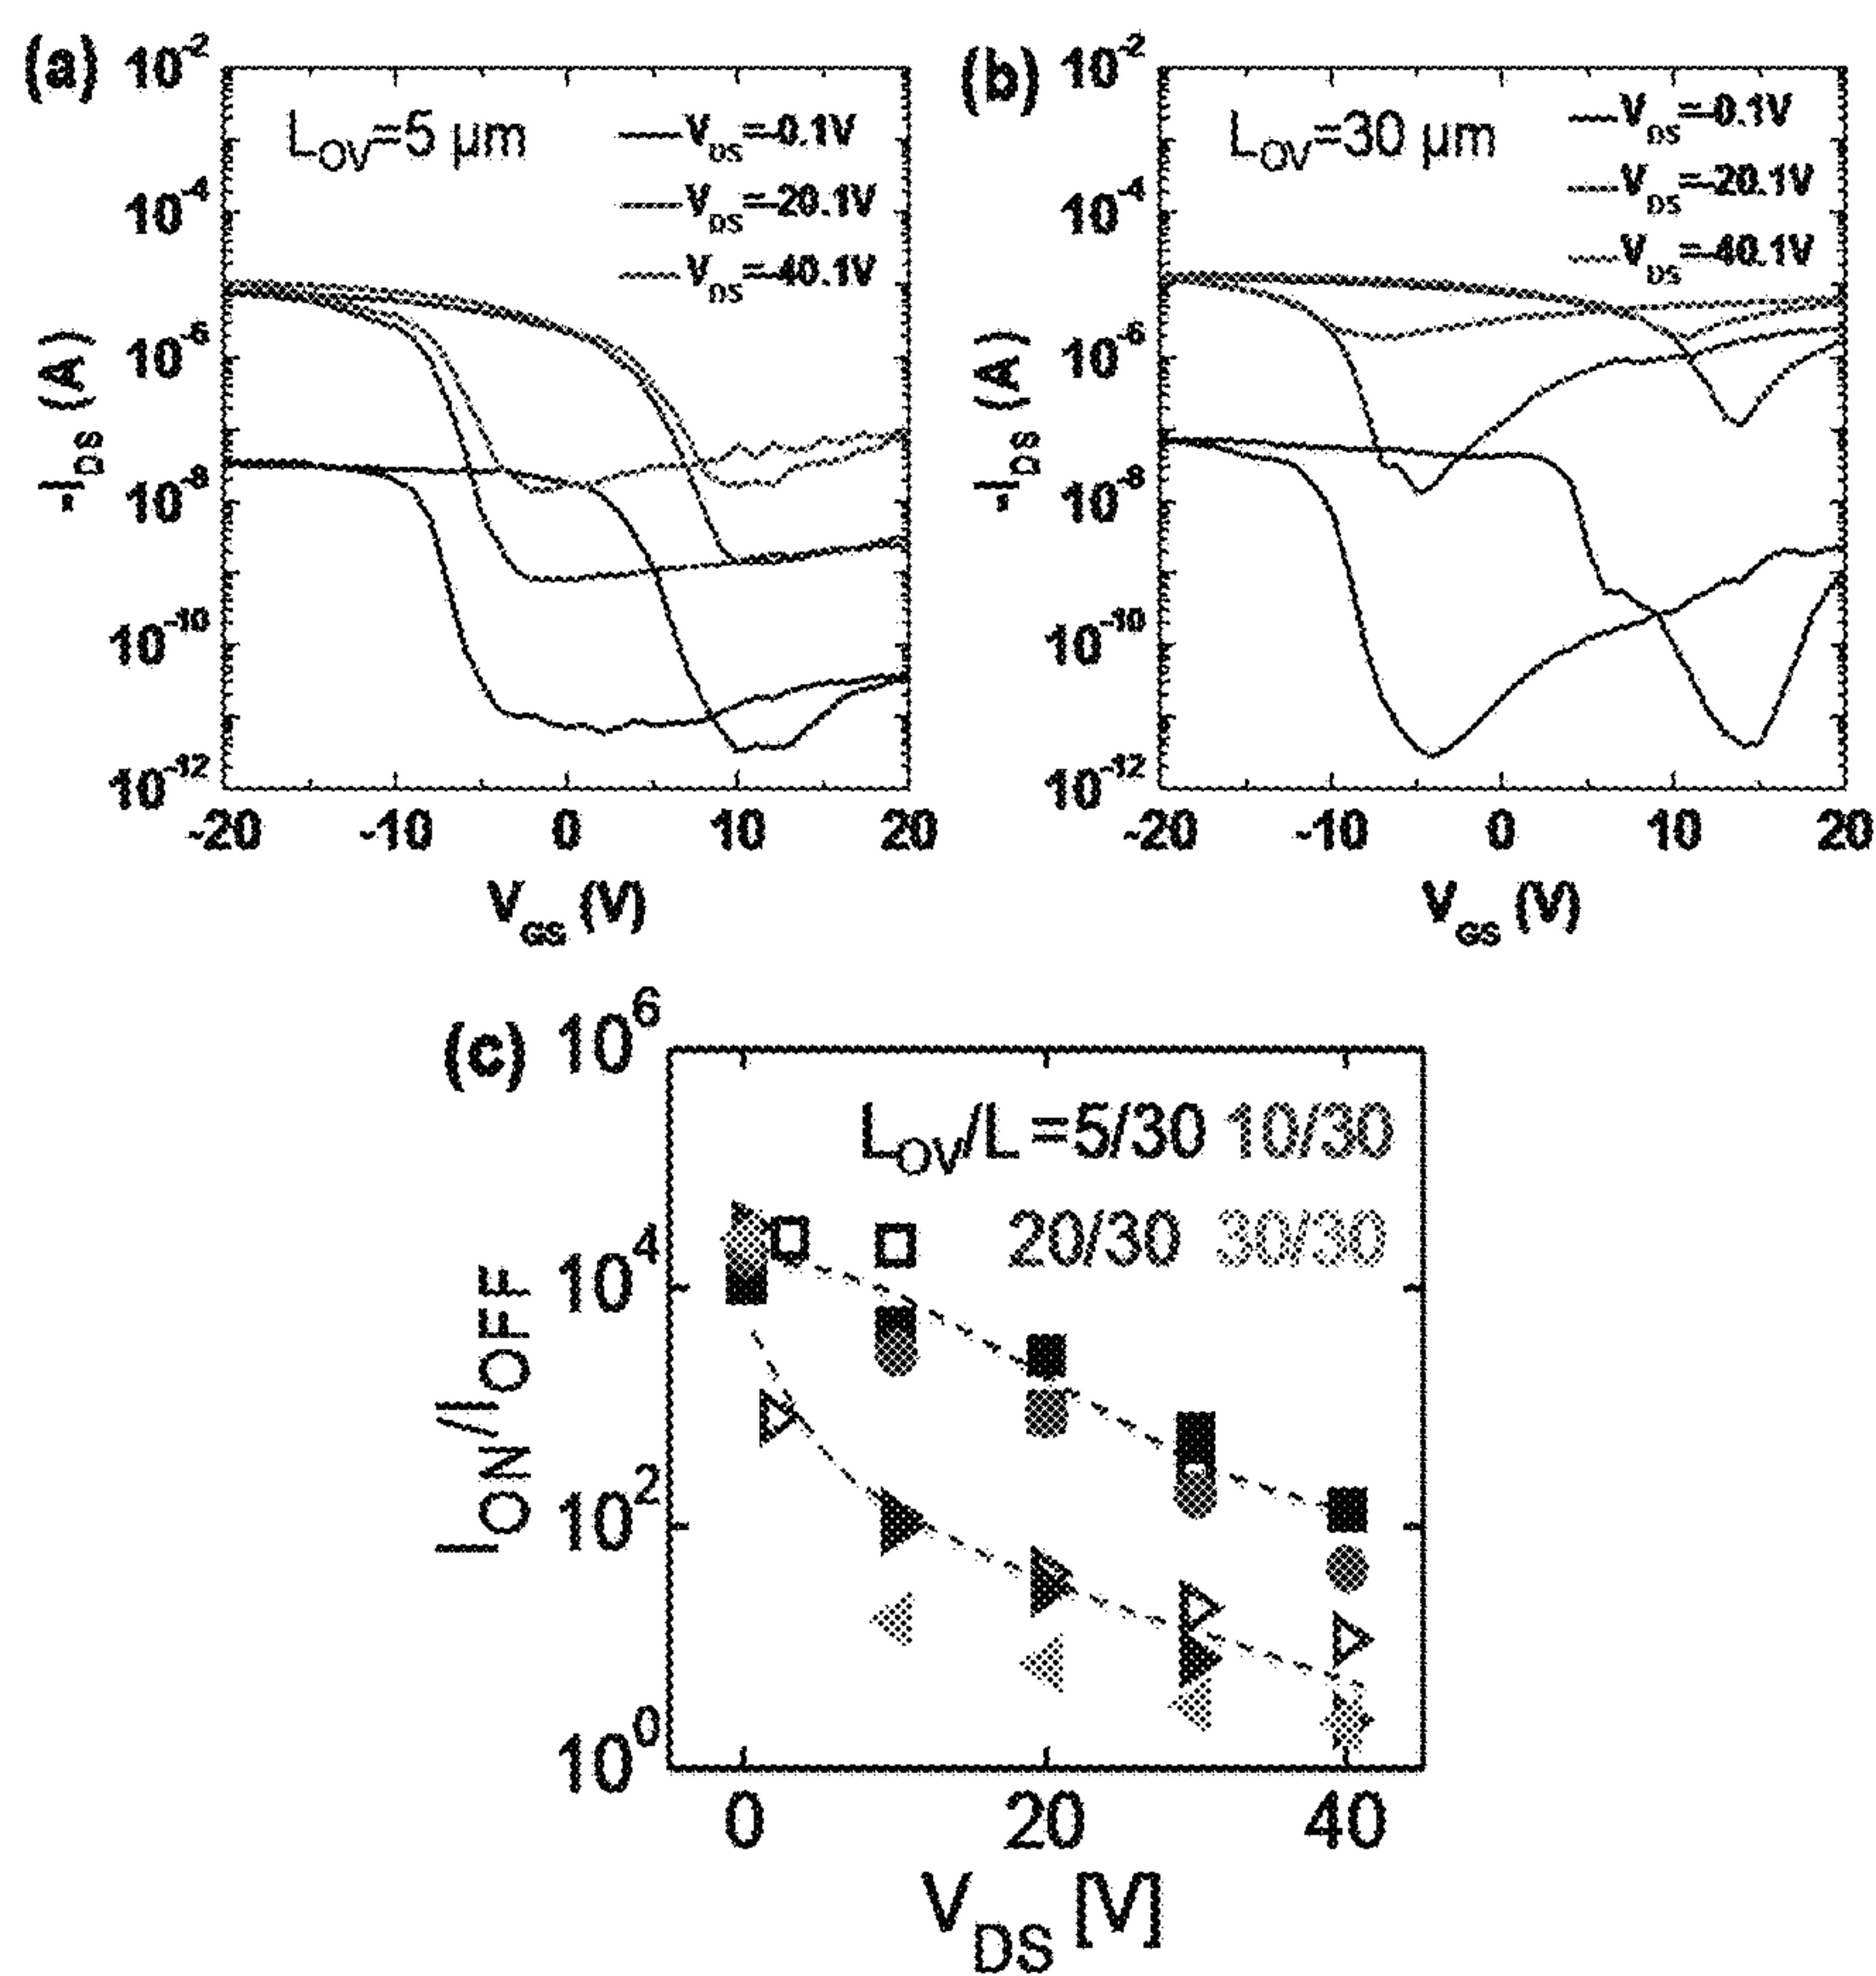 (a)
10^-2
10^-4
10^-6
10^-8
10^-10
10^-12
-I_DS (A)
L_OV=5 µm
V_DS=-0.1V
V_DS=-20.1V
V_DS=-40.1V
-20 -10 0 10 20
V_GS (V)
(b)
10^-2
10^-4
10^-6
10^-8
10^-10
10^-12
-I_DS (A)
L_OV=30 µm
V_DS=-0.1V
V_DS=-20.1V
V_DS=-40.1V
-20 -10 0 10 20
V_GS (V)
(c)
10^6
10^4
10^2
10^0
I_ON/I_OFF
L_OV/L =5/30 10/30
20/30 30/30
0 20 40
V_DS [V]